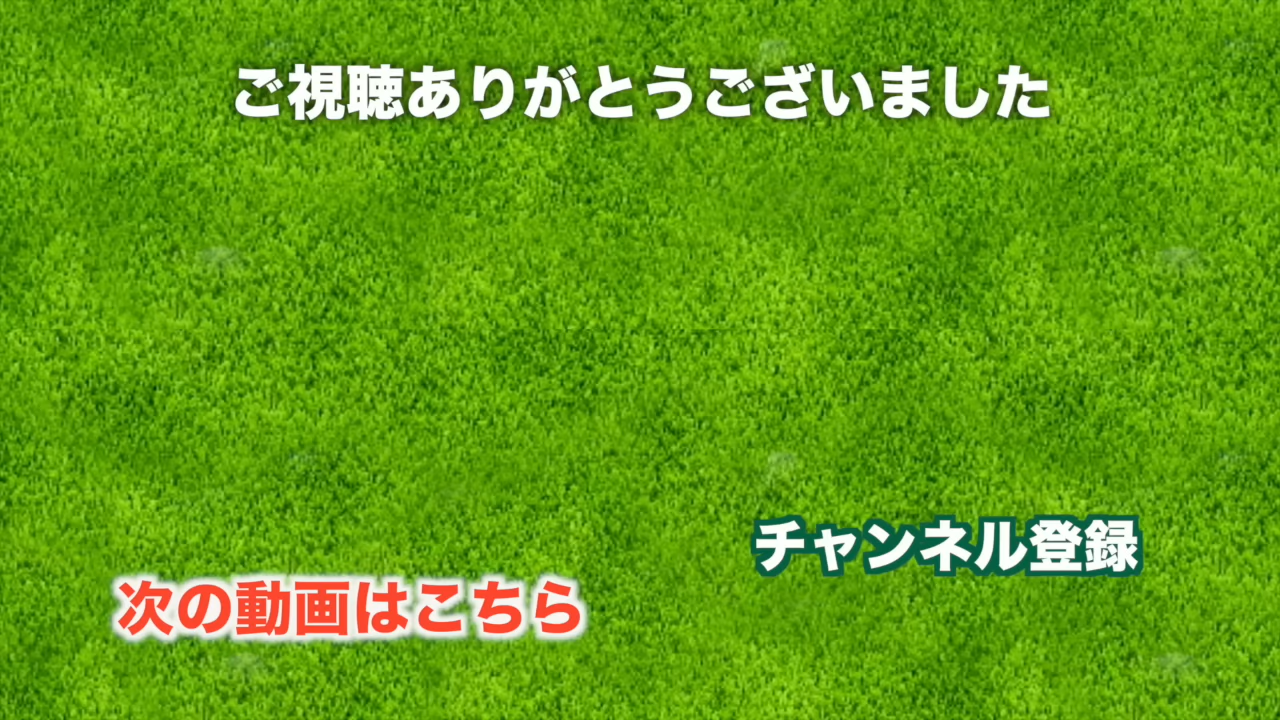 ご視聴ありがとうございました
チャンネル登録
次の動画はこちら